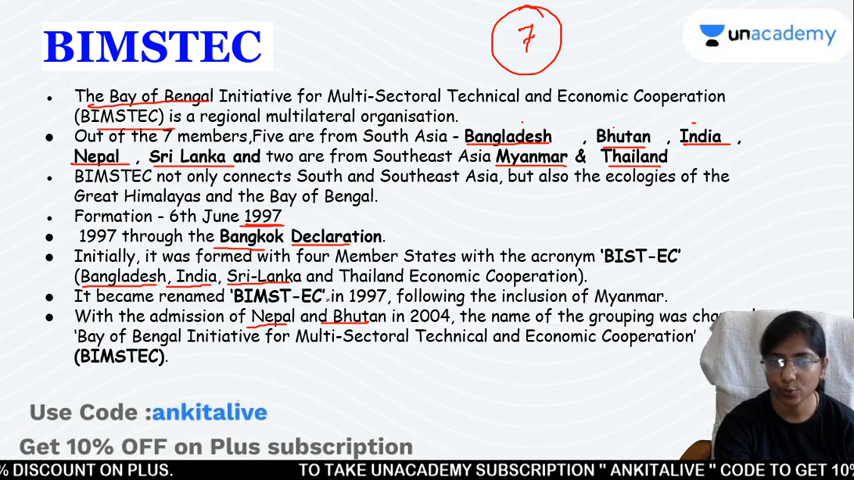 BIMSTEC
7
unacademy
• The Bay of Bengal Initiative for Multi-Sectoral Technical and Economic Cooperation
(BIMSTEC) is a regional multilateral organisation.
● Out of the 7 members,Five are from South Asia - Bangladesh , Bhutan , India ,
Nepal , Sri Lanka and two are from Southeast Asia Myanmar & Thailand
• BIMSTEC not only connects South and Southeast Asia, but also the ecologies of the
Great Himalayas and the Bay of Bengal.
• Formation - 6th June 1997
● 1997 through the Bangkok Declaration.
● Initially, it was formed with four Member States with the acronym ‘BIST-EC’
(Bangladesh, India, Sri-Lanka and Thailand Economic Cooperation).
● It became renamed ‘BIMST-EC’ in 1997, following the inclusion of Myanmar.
● With the admission of Nepal and Bhutan in 2004, the name of the grouping was
‘Bay of Bengal Initiative for Multi-Sectoral Technical and Economic Cooperation’
(BIMSTEC).
Use Code :ankitalive
Get 10% OFF on Plus subscription
% DISCOUNT ON PLUS. TO TAKE UNACADEMY SUBSCRIPTION " ANKITALIVE " CODE TO GET 10%